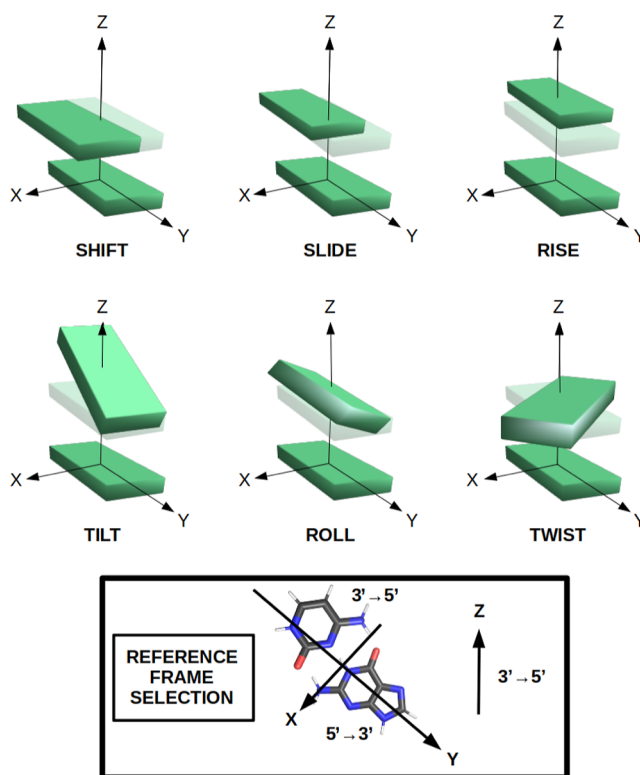 Z
Z
Z
X
X
X
Y
Y
Y
SHIFT
SLIDE
RISE
Z
Z
Z
X
X
X
Y
Y
Y
TILT
ROLL
TWIST
REFERENCE
FRAME
SELECTION
3'→5'
X
5'→3'
Y
Z
3'→5'